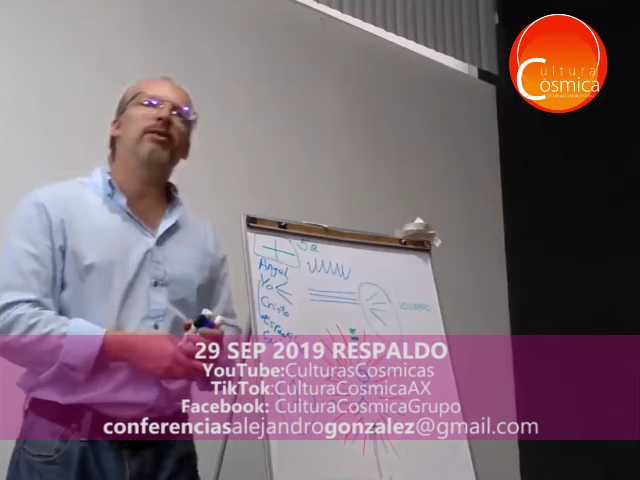 Cultura
Cósmica
Angel
Yo
Cristo
29 SEP 2019 RESPALDO
YouTube:CulturasCosmicas
TikTok:CulturaCosmicaAX
Facebook: CulturaCosmicaGrupo
conferenciasalejandrogonzalez@gmail.com